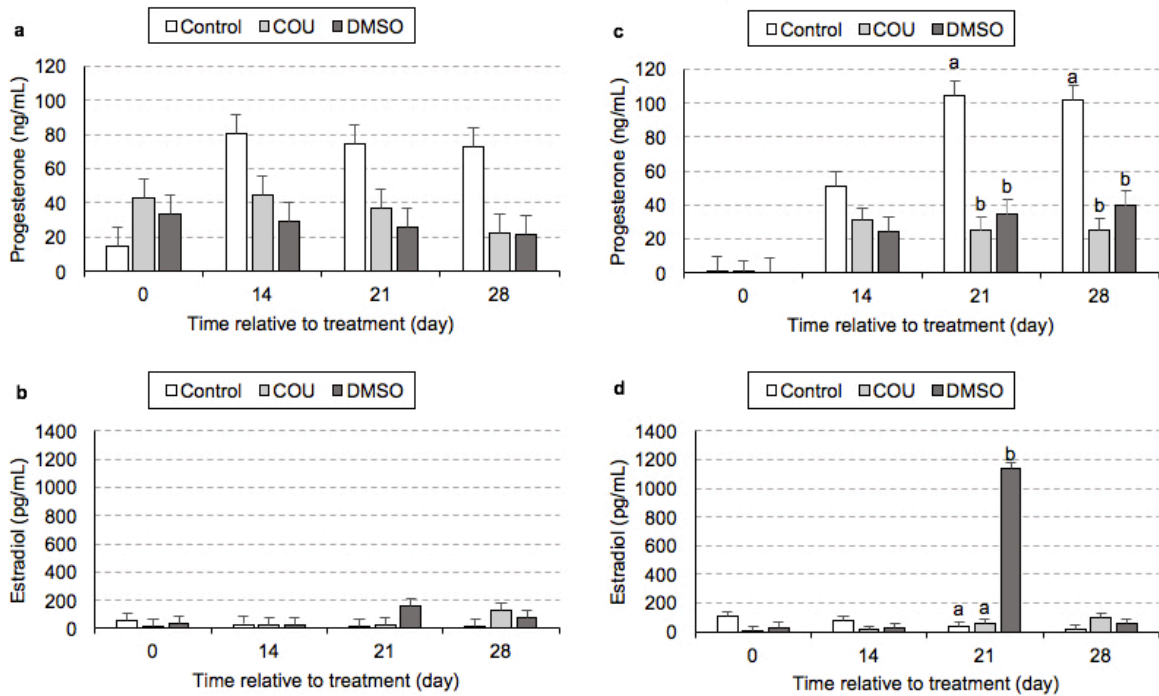 a
Control COU DMSO
Progesterone (ng/mL)
120
100
80
60
40
20
0
0 14 21 28
Time relative to treatment (day)
c
Control COU DMSO
Progesterone (ng/mL)
120
100
80
60
40
20
0
a a
b b b b
0 14 21 28
Time relative to treatment (day)
b
Control COU DMSO
Estradiol (pg/mL)
1400
1200
1000
800
600
400
200
0
0 14 21 28
Time relative to treatment (day)
d
Control COU DMSO
Estradiol (pg/mL)
1400
1200
1000
800
600
400
200
0
b
a a
0 14 21 28
Time relative to treatment (day)